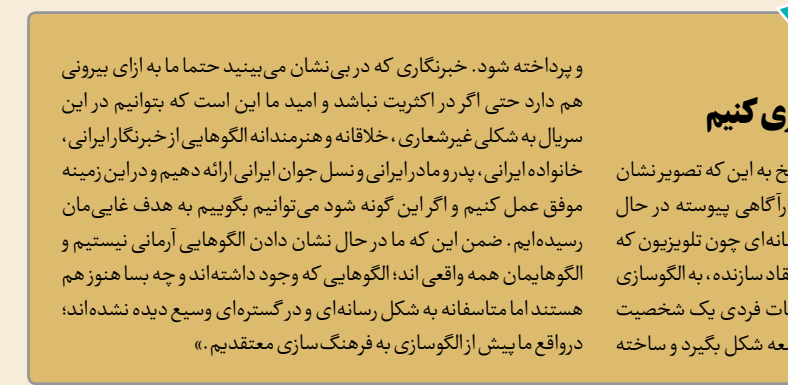 ی کنیم
به این که تصویر نشان
آگاهی پیوسته در حال
چون تلویزیون که
سازنده، به الگوسازی
فردی یک شخصیت
شکل بگیرد و ساخته
و پرداخته شود. خبرنگاری که در بی‌نشان می‌بینید حتما ما به ازای بیرونی
هم دارد حتی اگر در اکثریت نباشد و امید ما این است که بتوانیم در این
سریال به شکلی غیرشعاری، خلاقانه و هنرمندانه الگوهایی از خبرنگار ایرانی،
خانواده ایرانی، پدر و مادر ایرانی و نسل جوان ایرانی ارائه دهیم و در این زمینه
موفق عمل کنیم و اگر این گونه شود می‌توانیم بگوییم به هدف غایی‌مان
رسیده‌ایم. ضمن این که ما در حال نشان دادن الگوهایی آرمانی نیستیم و
الگوهایمان همه واقعی اند؛ الگوهایی که وجود داشته‌اند و چه بسا هنوز هم
هستند اما متاسفانه به شکل رسانه‌ای و در گستره‌ای وسیع دیده نشده‌اند؛
درواقع ما پیش از الگوسازی به فرهنگ‌سازی معتقدیم.»